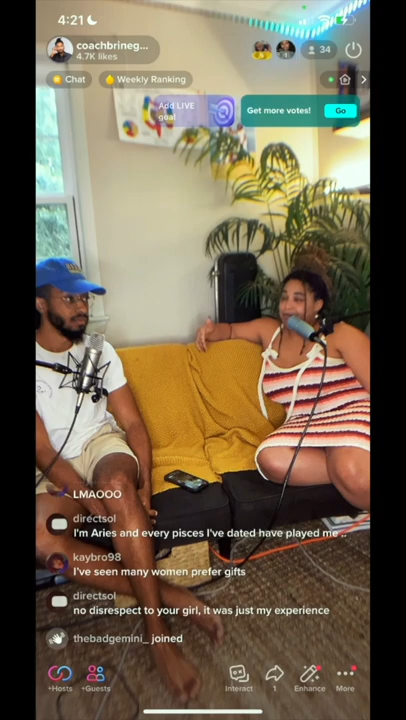 4:21
coachbrineg...
4.7K likes
34
Chat
Weekly Ranking
Add LIVE
goal
Get more votes!
Go
LMAOOO
directsol
I'm Aries and every pisces I've dated have played me ..
kaybro98
I've seen many women prefer gifts
directsol
no disrespect to your girl, it was just my experience
thebadgemini_ joined
+Hosts
+Guests
Interact
1
Enhance
More